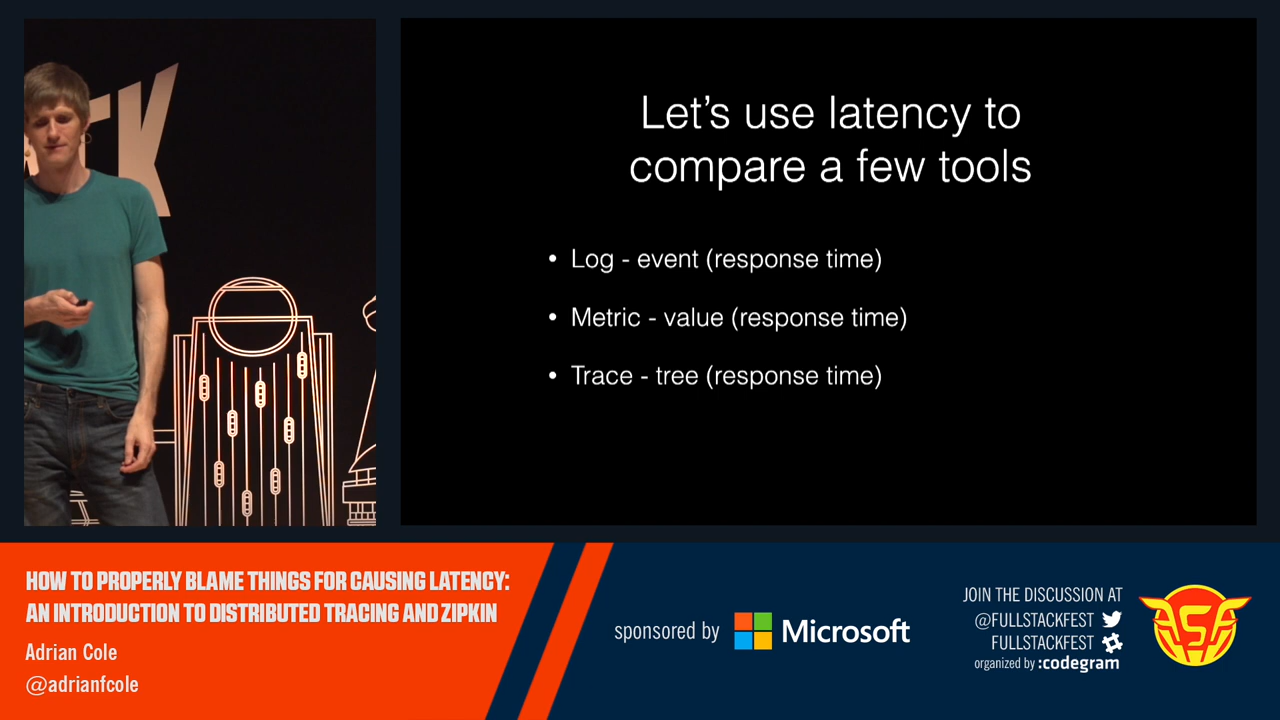 Let's use latency to
compare a few tools
• Log - event (response time)
• Metric - value (response time)
• Trace - tree (response time)
HOW TO PROPERLY BLAME THINGS FOR CAUSING LATENCY:
AN INTRODUCTION TO DISTRIBUTED TRACING AND ZIPKIN
Adrian Cole
@adrianfcole
sponsored by Microsoft
JOIN THE DISCUSSION AT
@FULLSTACKFEST
FULLSTACKFEST
organized by :codegram
FSF